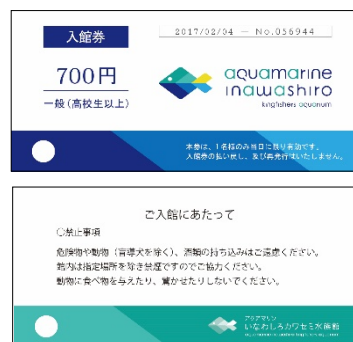 入館券
2017/02/04 — No.056944
700円
一般(高校生以上)
aquamarine
inawashiro
kingfishers aquarium
本券は、1名様のみ当日に限り有効です。
入館券の払い戻し、及び再発行はいたしません。
ご入館にあたって
○禁止事項
危険物や動物(盲導犬を除く)、酒類の持ち込みはご遠慮ください。
館内は指定場所を除き禁煙ですのでご協力ください。
動物に食べ物を与えたり、驚かせたりしないでください。
アクアマリン
いなわしろカワセミ水族館